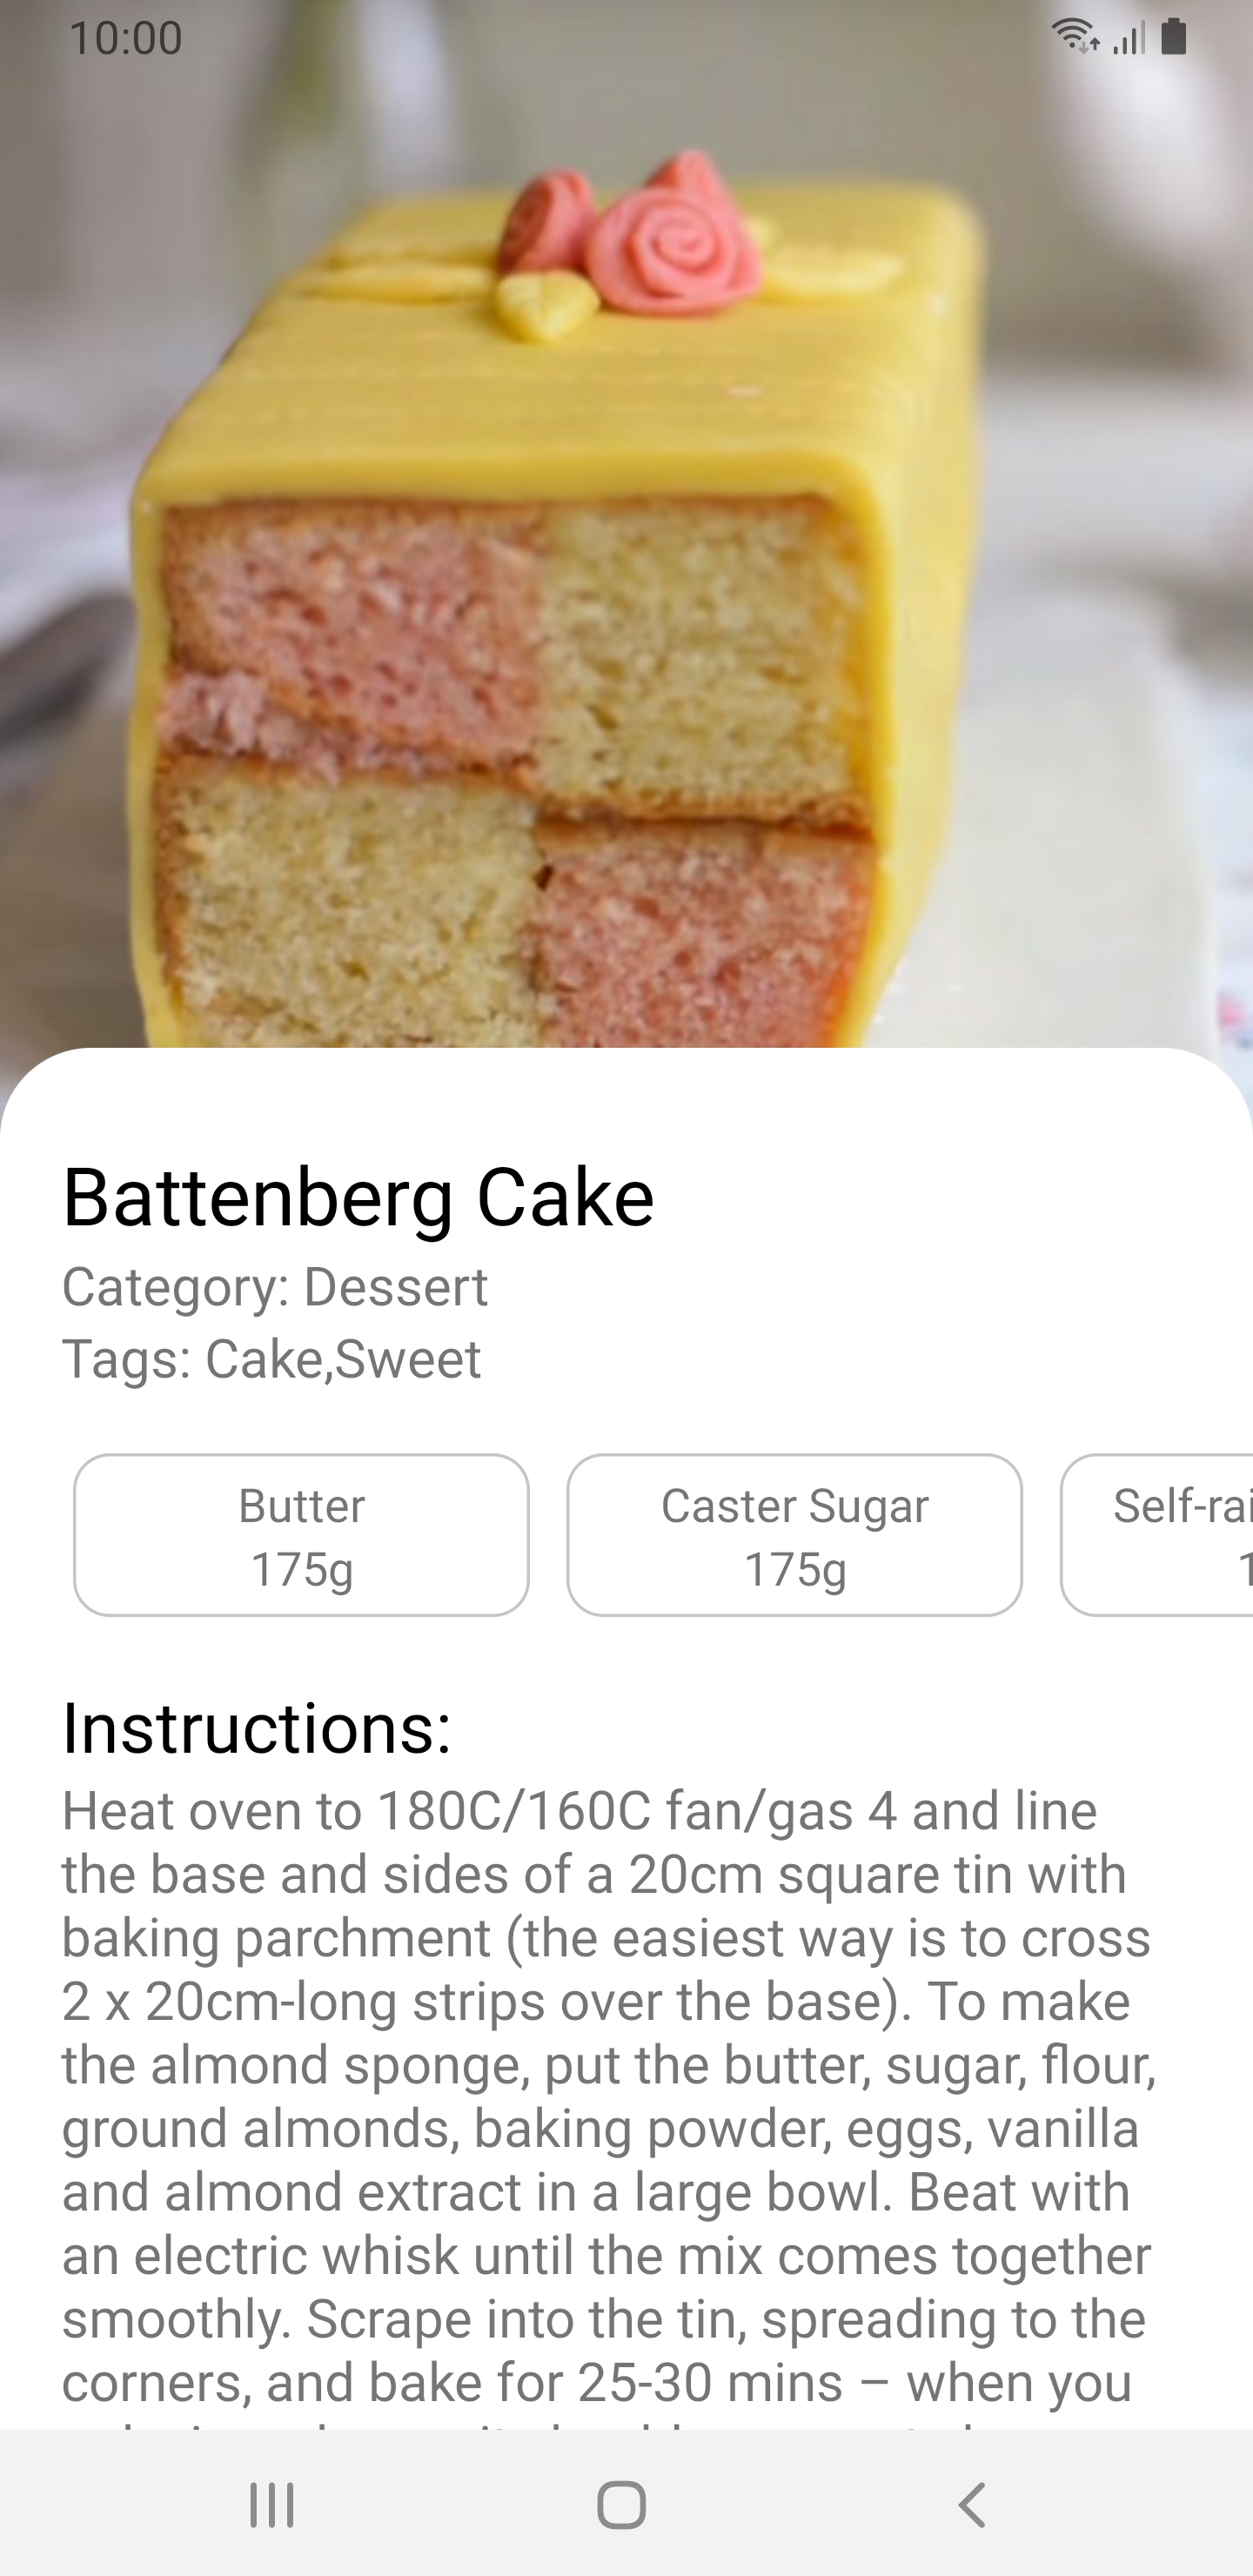 10:00
Battenberg Cake
Category: Dessert
Tags: Cake,Sweet
Butter
175g
Caster Sugar
175g
Instructions:
Heat oven to 180C/160C fan/gas 4 and line
the base and sides of a 20cm square tin with
baking parchment (the easiest way is to cross
2 x 20cm-long strips over the base). To make
the almond sponge, put the butter, sugar, flour,
ground almonds, baking powder, eggs, vanilla
and almond extract in a large bowl. Beat with
an electric whisk until the mix comes together
smoothly. Scrape into the tin, spreading to the
corners, and bake for 25-30 mins – when you